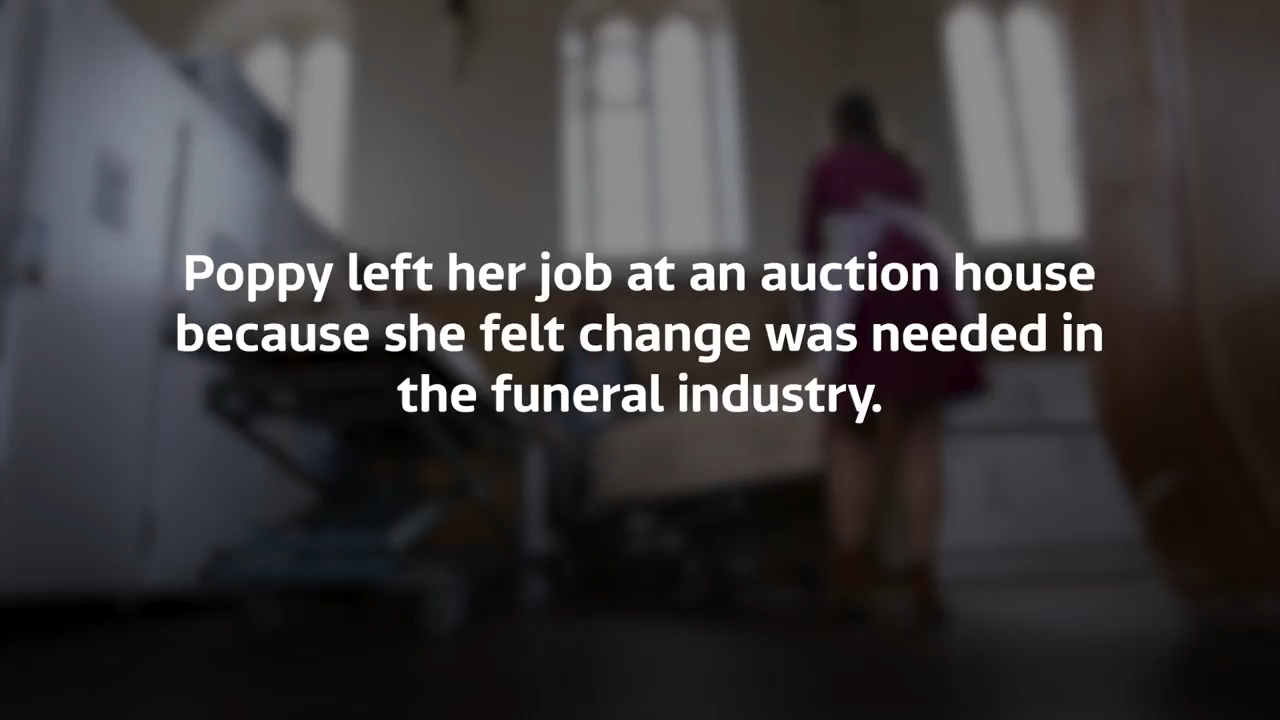 Poppy left her job at an auction house
because she felt change was needed in
the funeral industry.